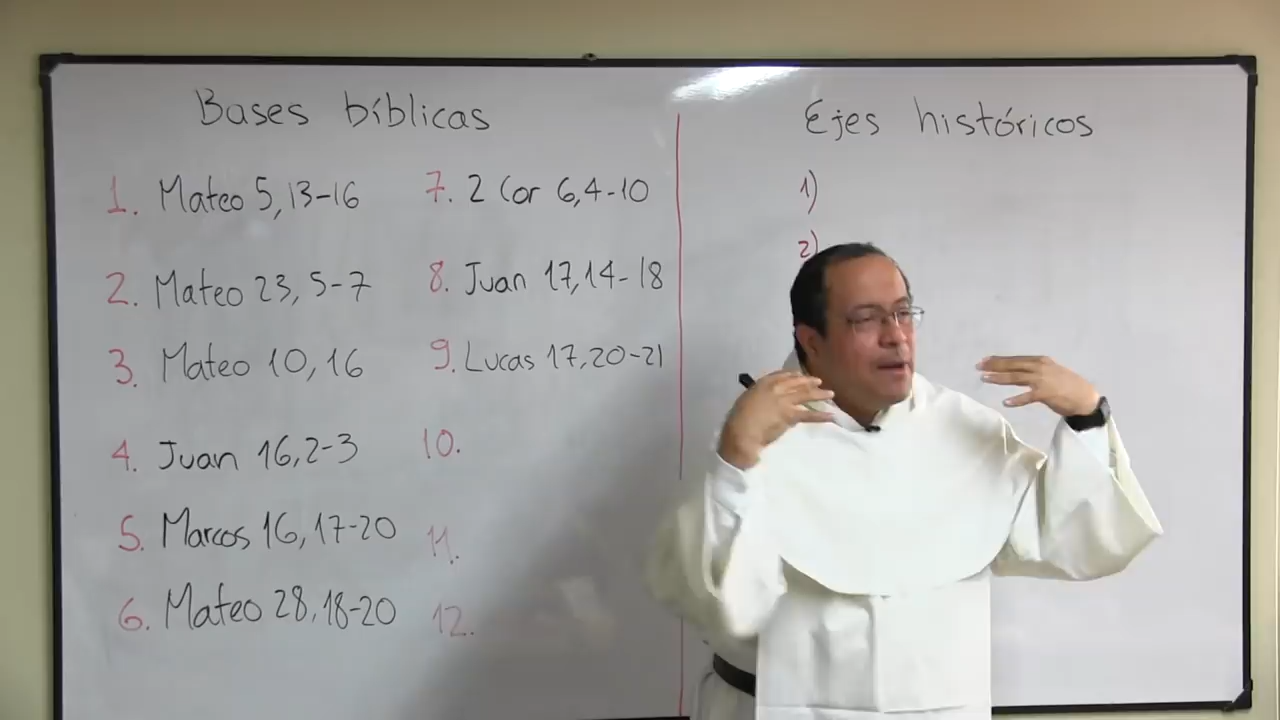 Bases bíblicas
1. Mateo 5,13-16
2. Mateo 23,5-7
3. Mateo 10,16
4. Juan 16,2-3
5. Marcos 16,17-20
6. Mateo 28,18-20
7. 2 Cor 6,4-10
8. Juan 17,14-18
9. Lucas 17,20-21
10.
11.
12.
Ejes históricos
1)
2)